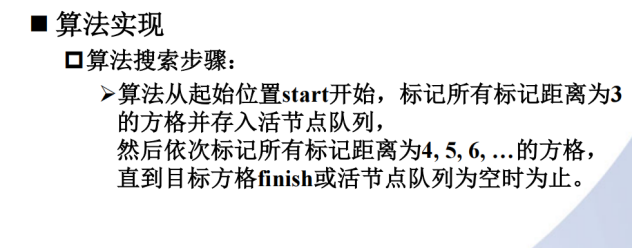 ■ 算法实现
❑算法搜索步骤：
➢算法从起始位置start开始，标记所有标记距离为3
的方格并存入活节点队列，
然后依次标记所有标记距离为4, 5, 6, …的方格，
直到目标方格finish或活节点队列为空时为止。